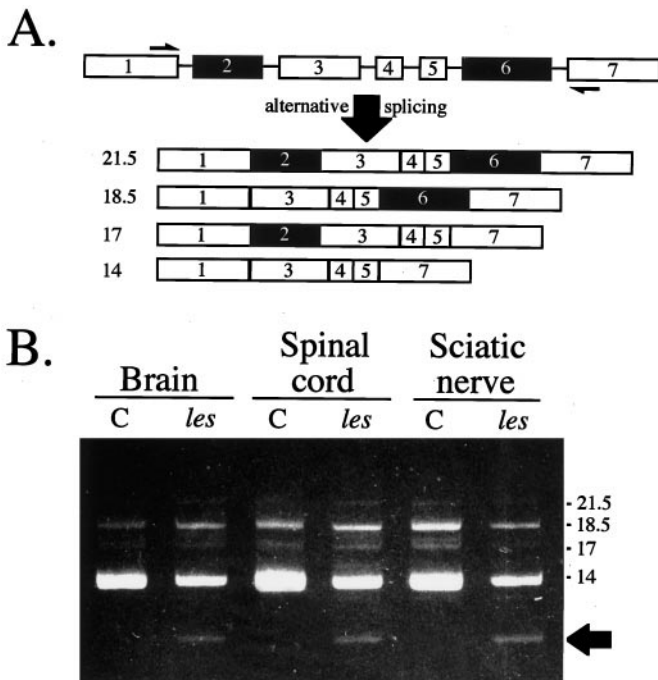 A.
1 2 3 4 5 6 7
alternative splicing
21.5 1 2 3 4 5 6 7
18.5 1 3 4 5 6 7
17 1 2 3 4 5 7
14 1 3 4 5 7
B.
Brain Spinal cord Sciatic nerve
C les C les C les
- 21.5
- 18.5
- 17
- 14